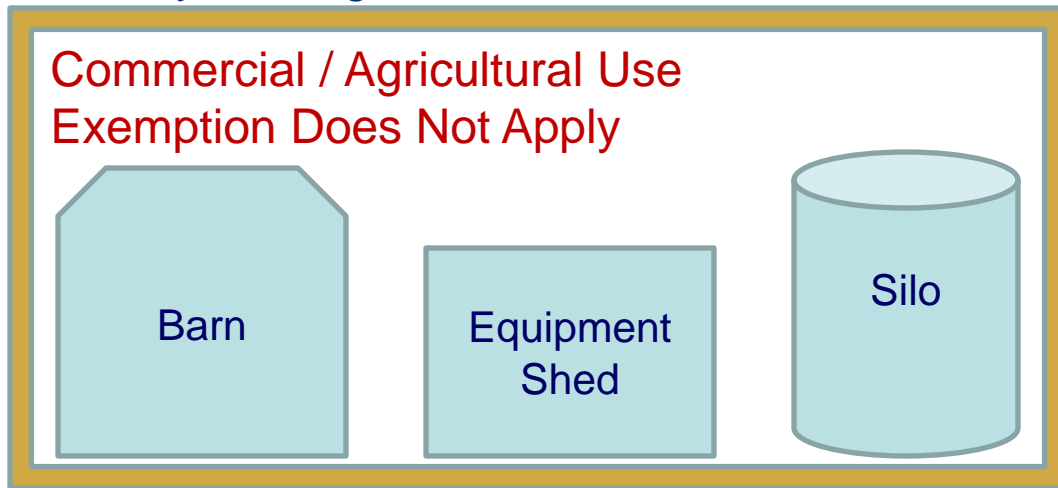 Commercial / Agricultural Use
Exemption Does Not Apply
Barn
Equipment
Shed
Silo